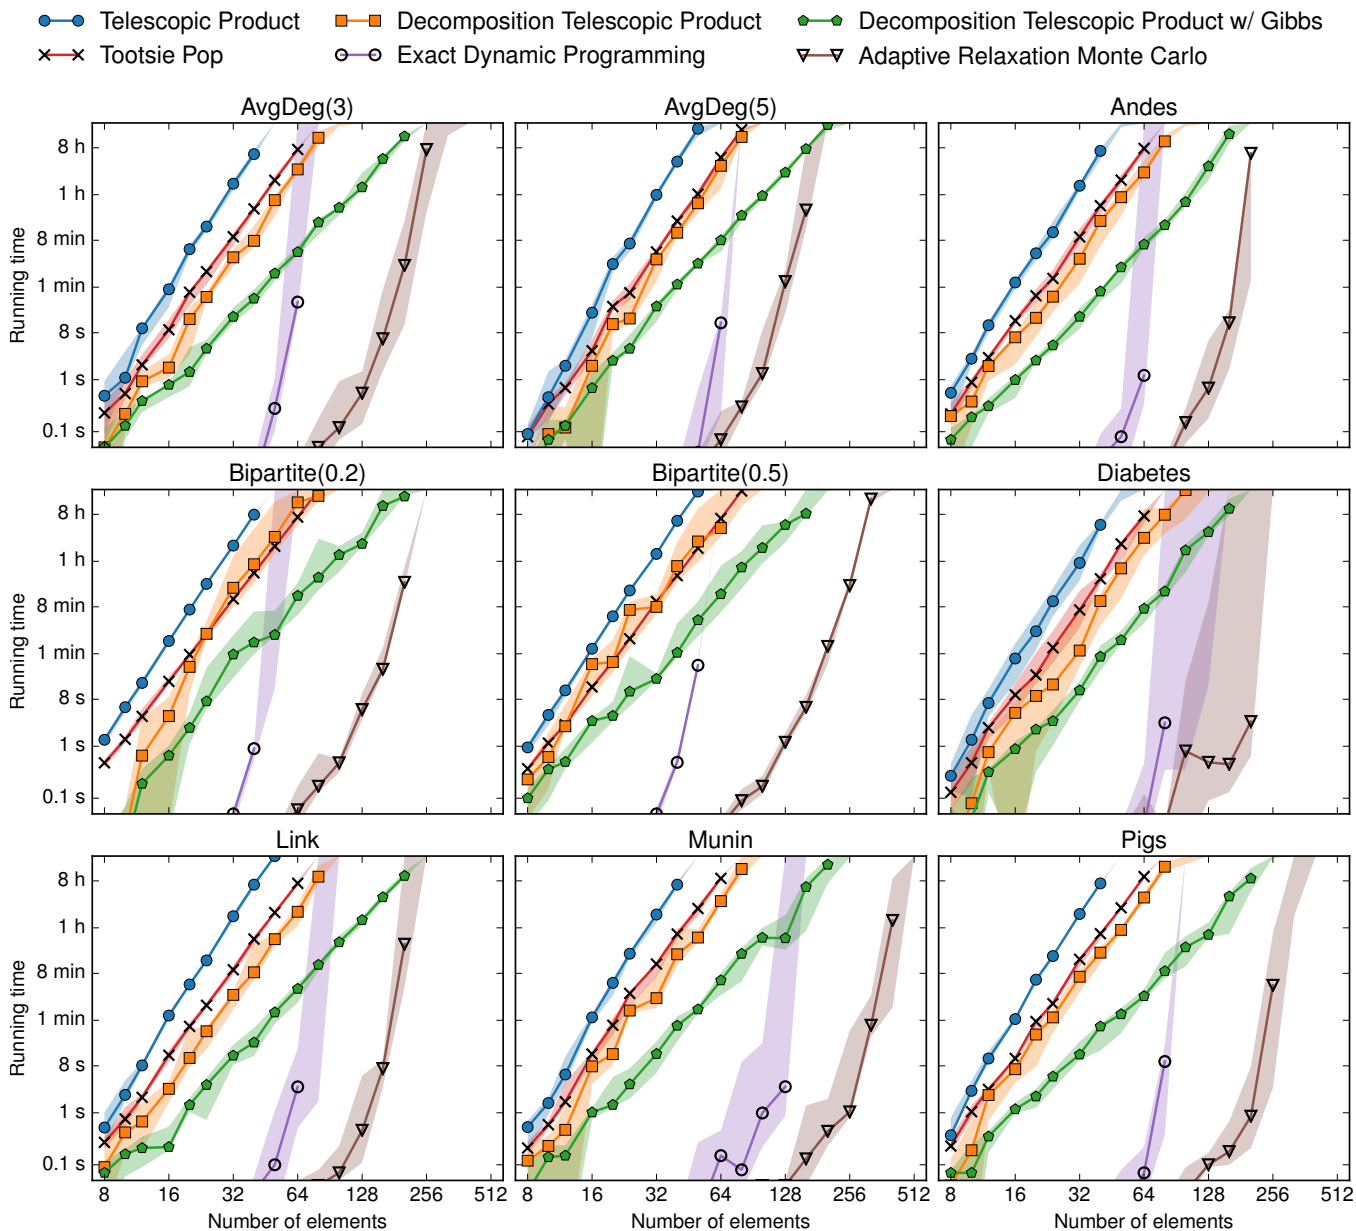 Telescopic Product Decomposition Telescopic Product Decomposition Telescopic Product w/ Gibbs
Tootsie Pop Exact Dynamic Programming Adaptive Relaxation Monte Carlo
AvgDeg(3) AvgDeg(5) Andes
Running time
8 h
1 h
8 min
1 min
8 s
1 s
0.1 s
Bipartite(0.2) Bipartite(0.5) Diabetes
Running time
8 h
1 h
8 min
1 min
8 s
1 s
0.1 s
Link Munin Pigs
Running time
8 h
1 h
8 min
1 min
8 s
1 s
0.1 s
8 16 32 64 128 256 512 8 16 32 64 128 256 512 8 16 32 64 128 256 512
Number of elements Number of elements Number of elements